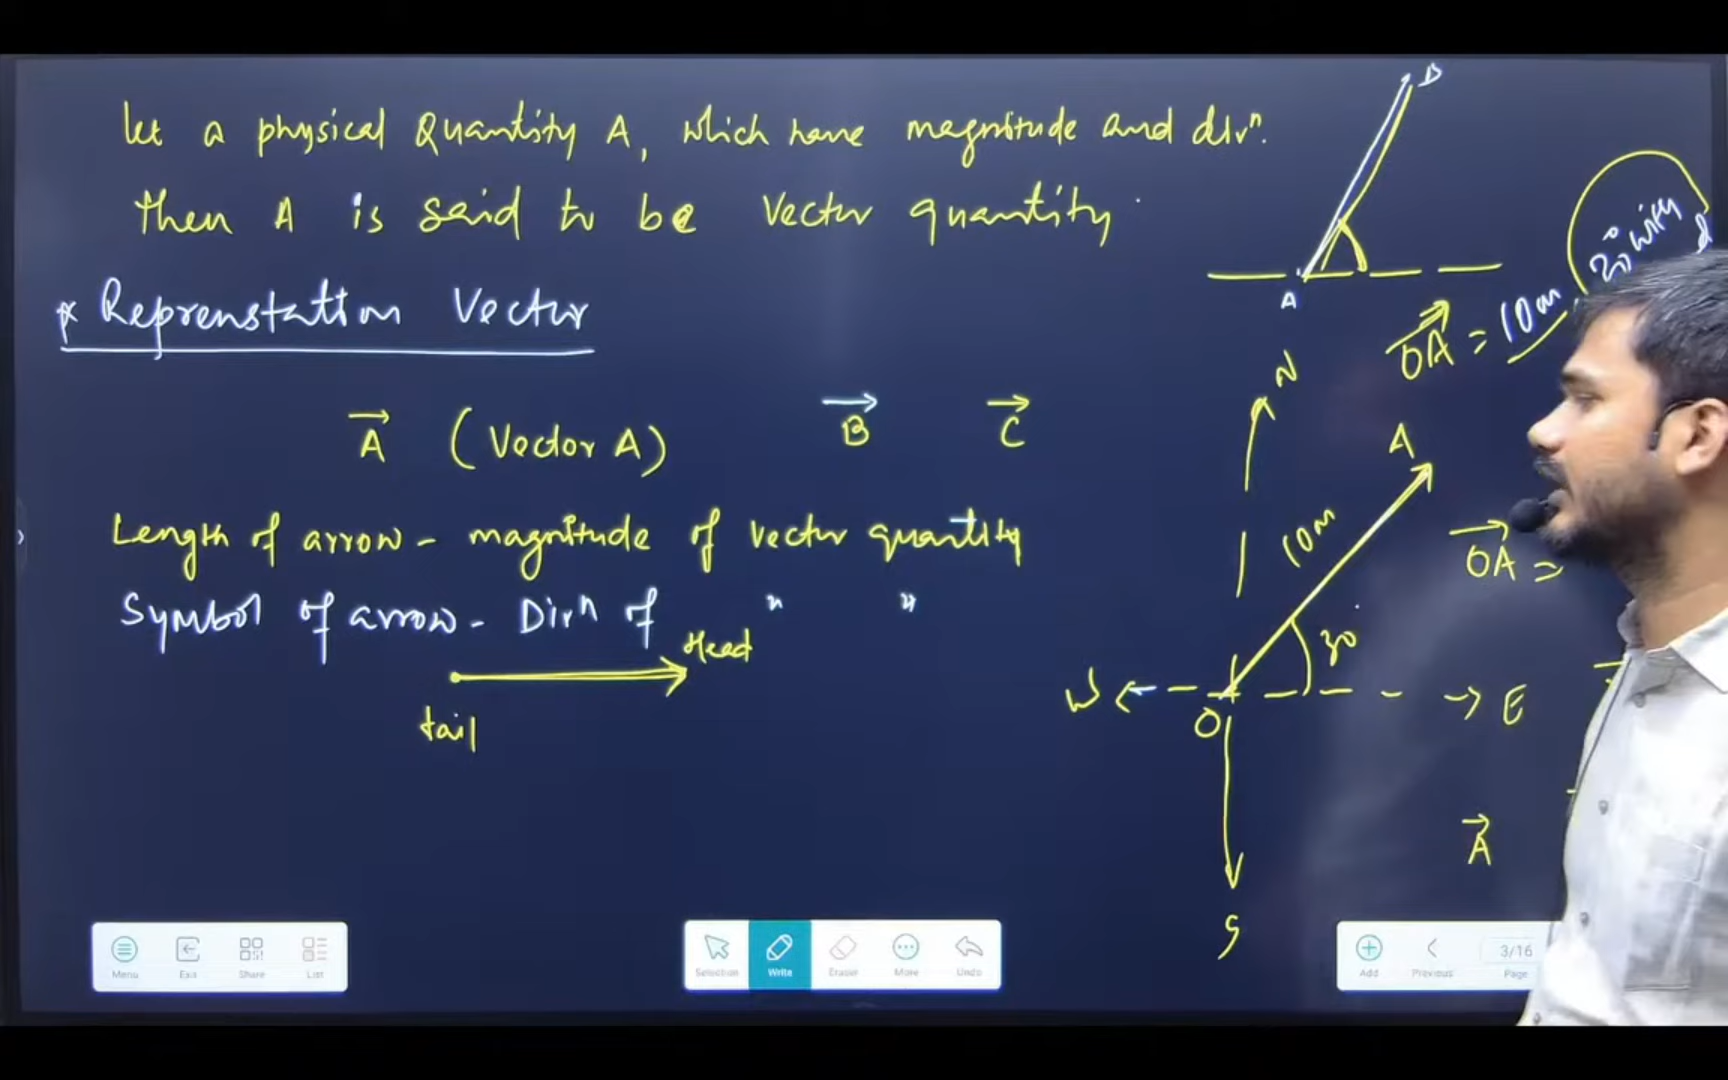 let a physical Quantity A, which have magnitude and dirⁿ.
then A is said to be vector quantity.
* Reprenstation Vector
A⃗ (Vector A) B⃗ C⃗
Length of arrow - magnitude of vector quantity
Symbol of arrow - Dirⁿ of " "
Head
tail
B
A
OA⃗ = 10m, 30° with
N
A
10m
OA⃗ =
30°
W
O
E
A⃗
S
Menu Exit Share List
Selection Write Eraser More Undo
Add Previous 3/16 Page